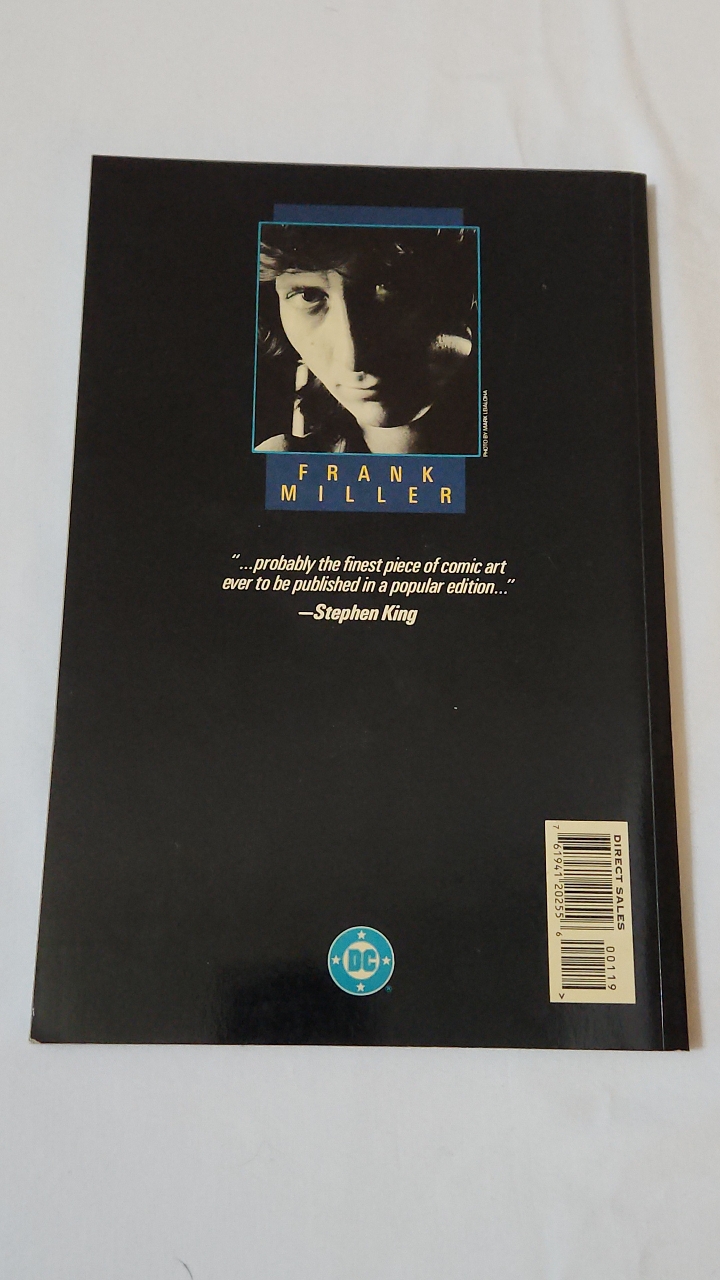 PHOTO BY MARK LEIALOHA
FRANK
MILLER
"...probably the finest piece of comic art
ever to be published in a popular edition..."
—Stephen King
DIRECT SALES
7 61941 20255 6
00119
>
DC
®